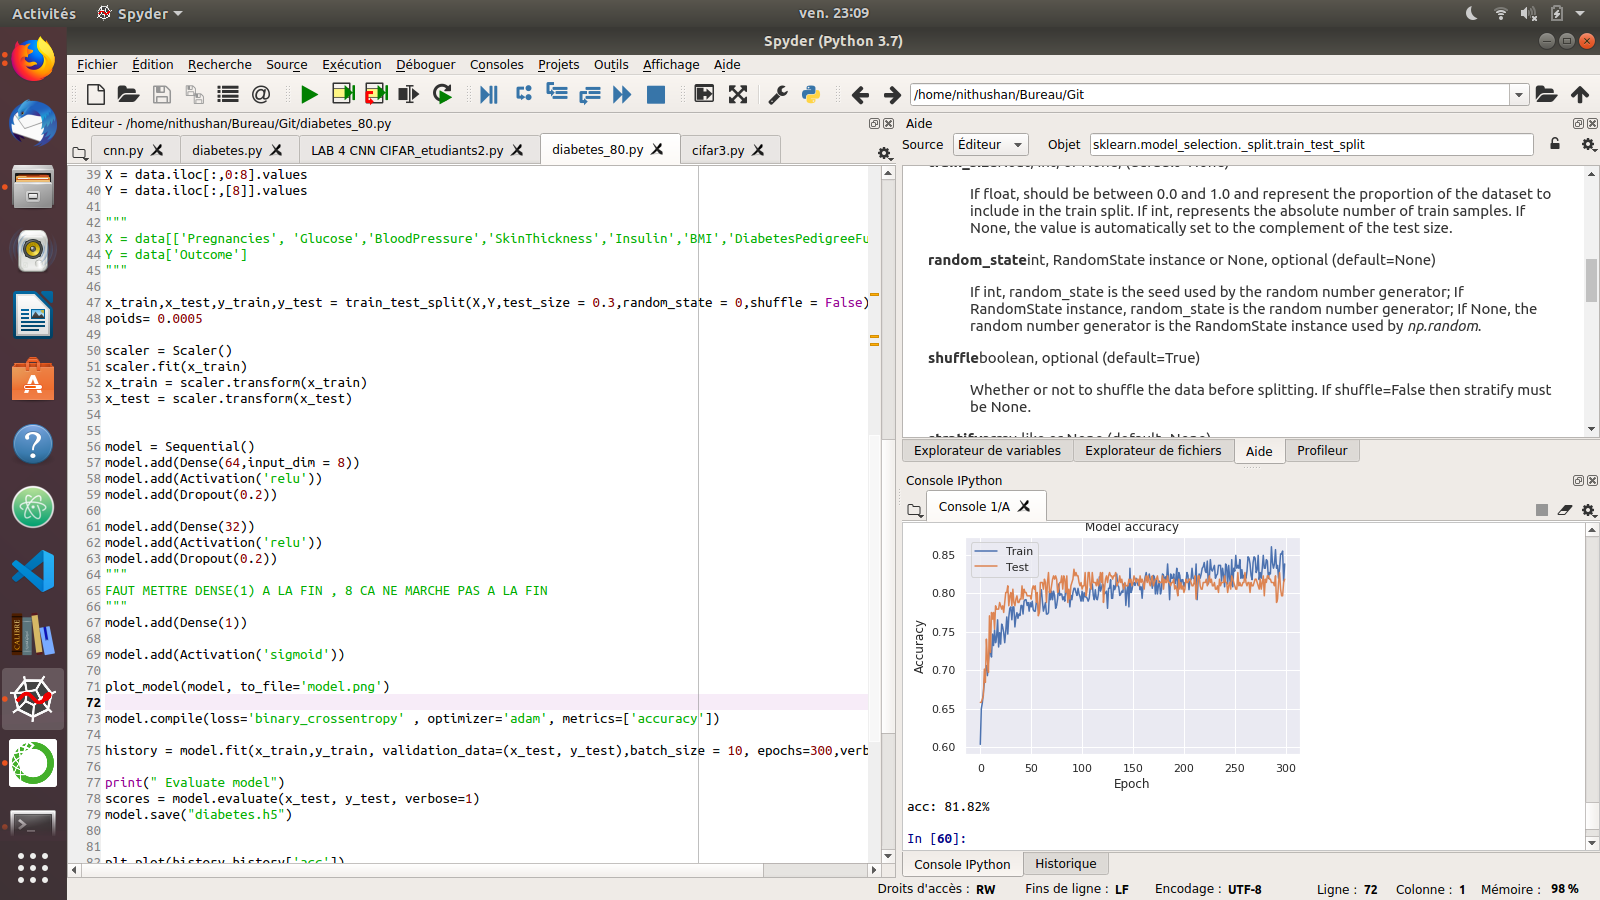 Activités
Spyder
ven. 23:09
Spyder (Python 3.7)
Fichier Édition Recherche Source Exécution Déboguer Consoles Projets Outils Affichage Aide
/home/nithushan/Bureau/Git
Éditeur - /home/nithushan/Bureau/Git/diabetes_80.py
cnn.py diabetes.py LAB 4 CNN CIFAR_etudiants2.py diabetes_80.py cifar3.py
39 X = data.iloc[:,0:8].values
40 Y = data.iloc[:,[8]].values
41
42 """
43 X = data[['Pregnancies', 'Glucose','BloodPressure','SkinThickness','Insulin','BMI','DiabetesPedigreeFu
44 Y = data['Outcome']
45 """
46
47 x_train,x_test,y_train,y_test = train_test_split(X,Y,test_size = 0.3,random_state = 0,shuffle = False)
48 poids= 0.0005
49
50 scaler = Scaler()
51 scaler.fit(x_train)
52 x_train = scaler.transform(x_train)
53 x_test = scaler.transform(x_test)
54
55
56 model = Sequential()
57 model.add(Dense(64,input_dim = 8))
58 model.add(Activation('relu'))
59 model.add(Dropout(0.2))
60
61 model.add(Dense(32))
62 model.add(Activation('relu'))
63 model.add(Dropout(0.2))
64 """
65 FAUT METTRE DENSE(1) A LA FIN , 8 CA NE MARCHE PAS A LA FIN
66 """
67 model.add(Dense(1))
68
69 model.add(Activation('sigmoid'))
70
71 plot_model(model, to_file='model.png')
72
73 model.compile(loss='binary_crossentropy' , optimizer='adam', metrics=['accuracy'])
74
75 history = model.fit(x_train,y_train, validation_data=(x_test, y_test),batch_size = 10, epochs=300,verb
76
77 print(" Evaluate model")
78 scores = model.evaluate(x_test, y_test, verbose=1)
79 model.save("diabetes.h5")
80
81
82 plt.plot(history.history['acc'])
Aide
Source Éditeur Objet sklearn.model_selection._split.train_test_split
If float, should be between 0.0 and 1.0 and represent the proportion of the dataset to
include in the train split. If int, represents the absolute number of train samples. If
None, the value is automatically set to the complement of the test size.
random_stateint, RandomState instance or None, optional (default=None)
If int, random_state is the seed used by the random number generator; If
RandomState instance, random_state is the random number generator; If None, the
random number generator is the RandomState instance used by np.random.
shuffleboolean, optional (default=True)
Whether or not to shuffle the data before splitting. If shuffle=False then stratify must
be None.
Explorateur de variables Explorateur de fichiers Aide Profileur
Console IPython
Console 1/A
Model accuracy
Train
Test
0.85
0.80
0.75
0.70
0.65
0.60
Accuracy
0 50 100 150 200 250 300
Epoch
acc: 81.82%
In [60]:
Console IPython Historique
Droits d'accès : RW Fins de ligne : LF Encodage : UTF-8 Ligne : 72 Colonne : 1 Mémoire : 98 %